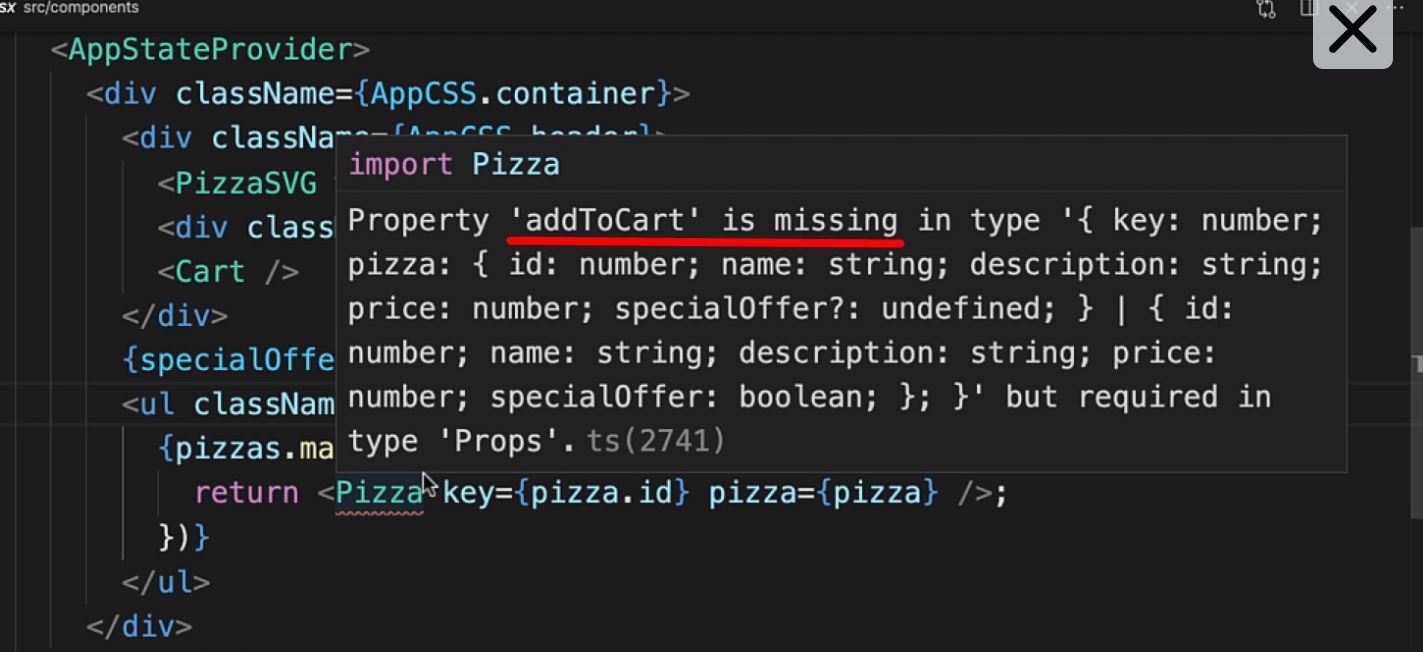 SX src/components
<AppStateProvider>
<div className={AppCSS.container}>
<div className={AppCSS.header}>
<PizzaSVG
<div class
<Cart />
</div>
{specialOffe
<ul classNam
{pizzas.ma
import Pizza
Property 'addToCart' is missing in type '{ key: number;
pizza: { id: number; name: string; description: string;
price: number; specialOffer?: undefined; } | { id:
number; name: string; description: string; price:
number; specialOffer: boolean; }; }' but required in
type 'Props'. ts(2741)
return <Pizza key={pizza.id} pizza={pizza} />;
})}
</ul>
</div>